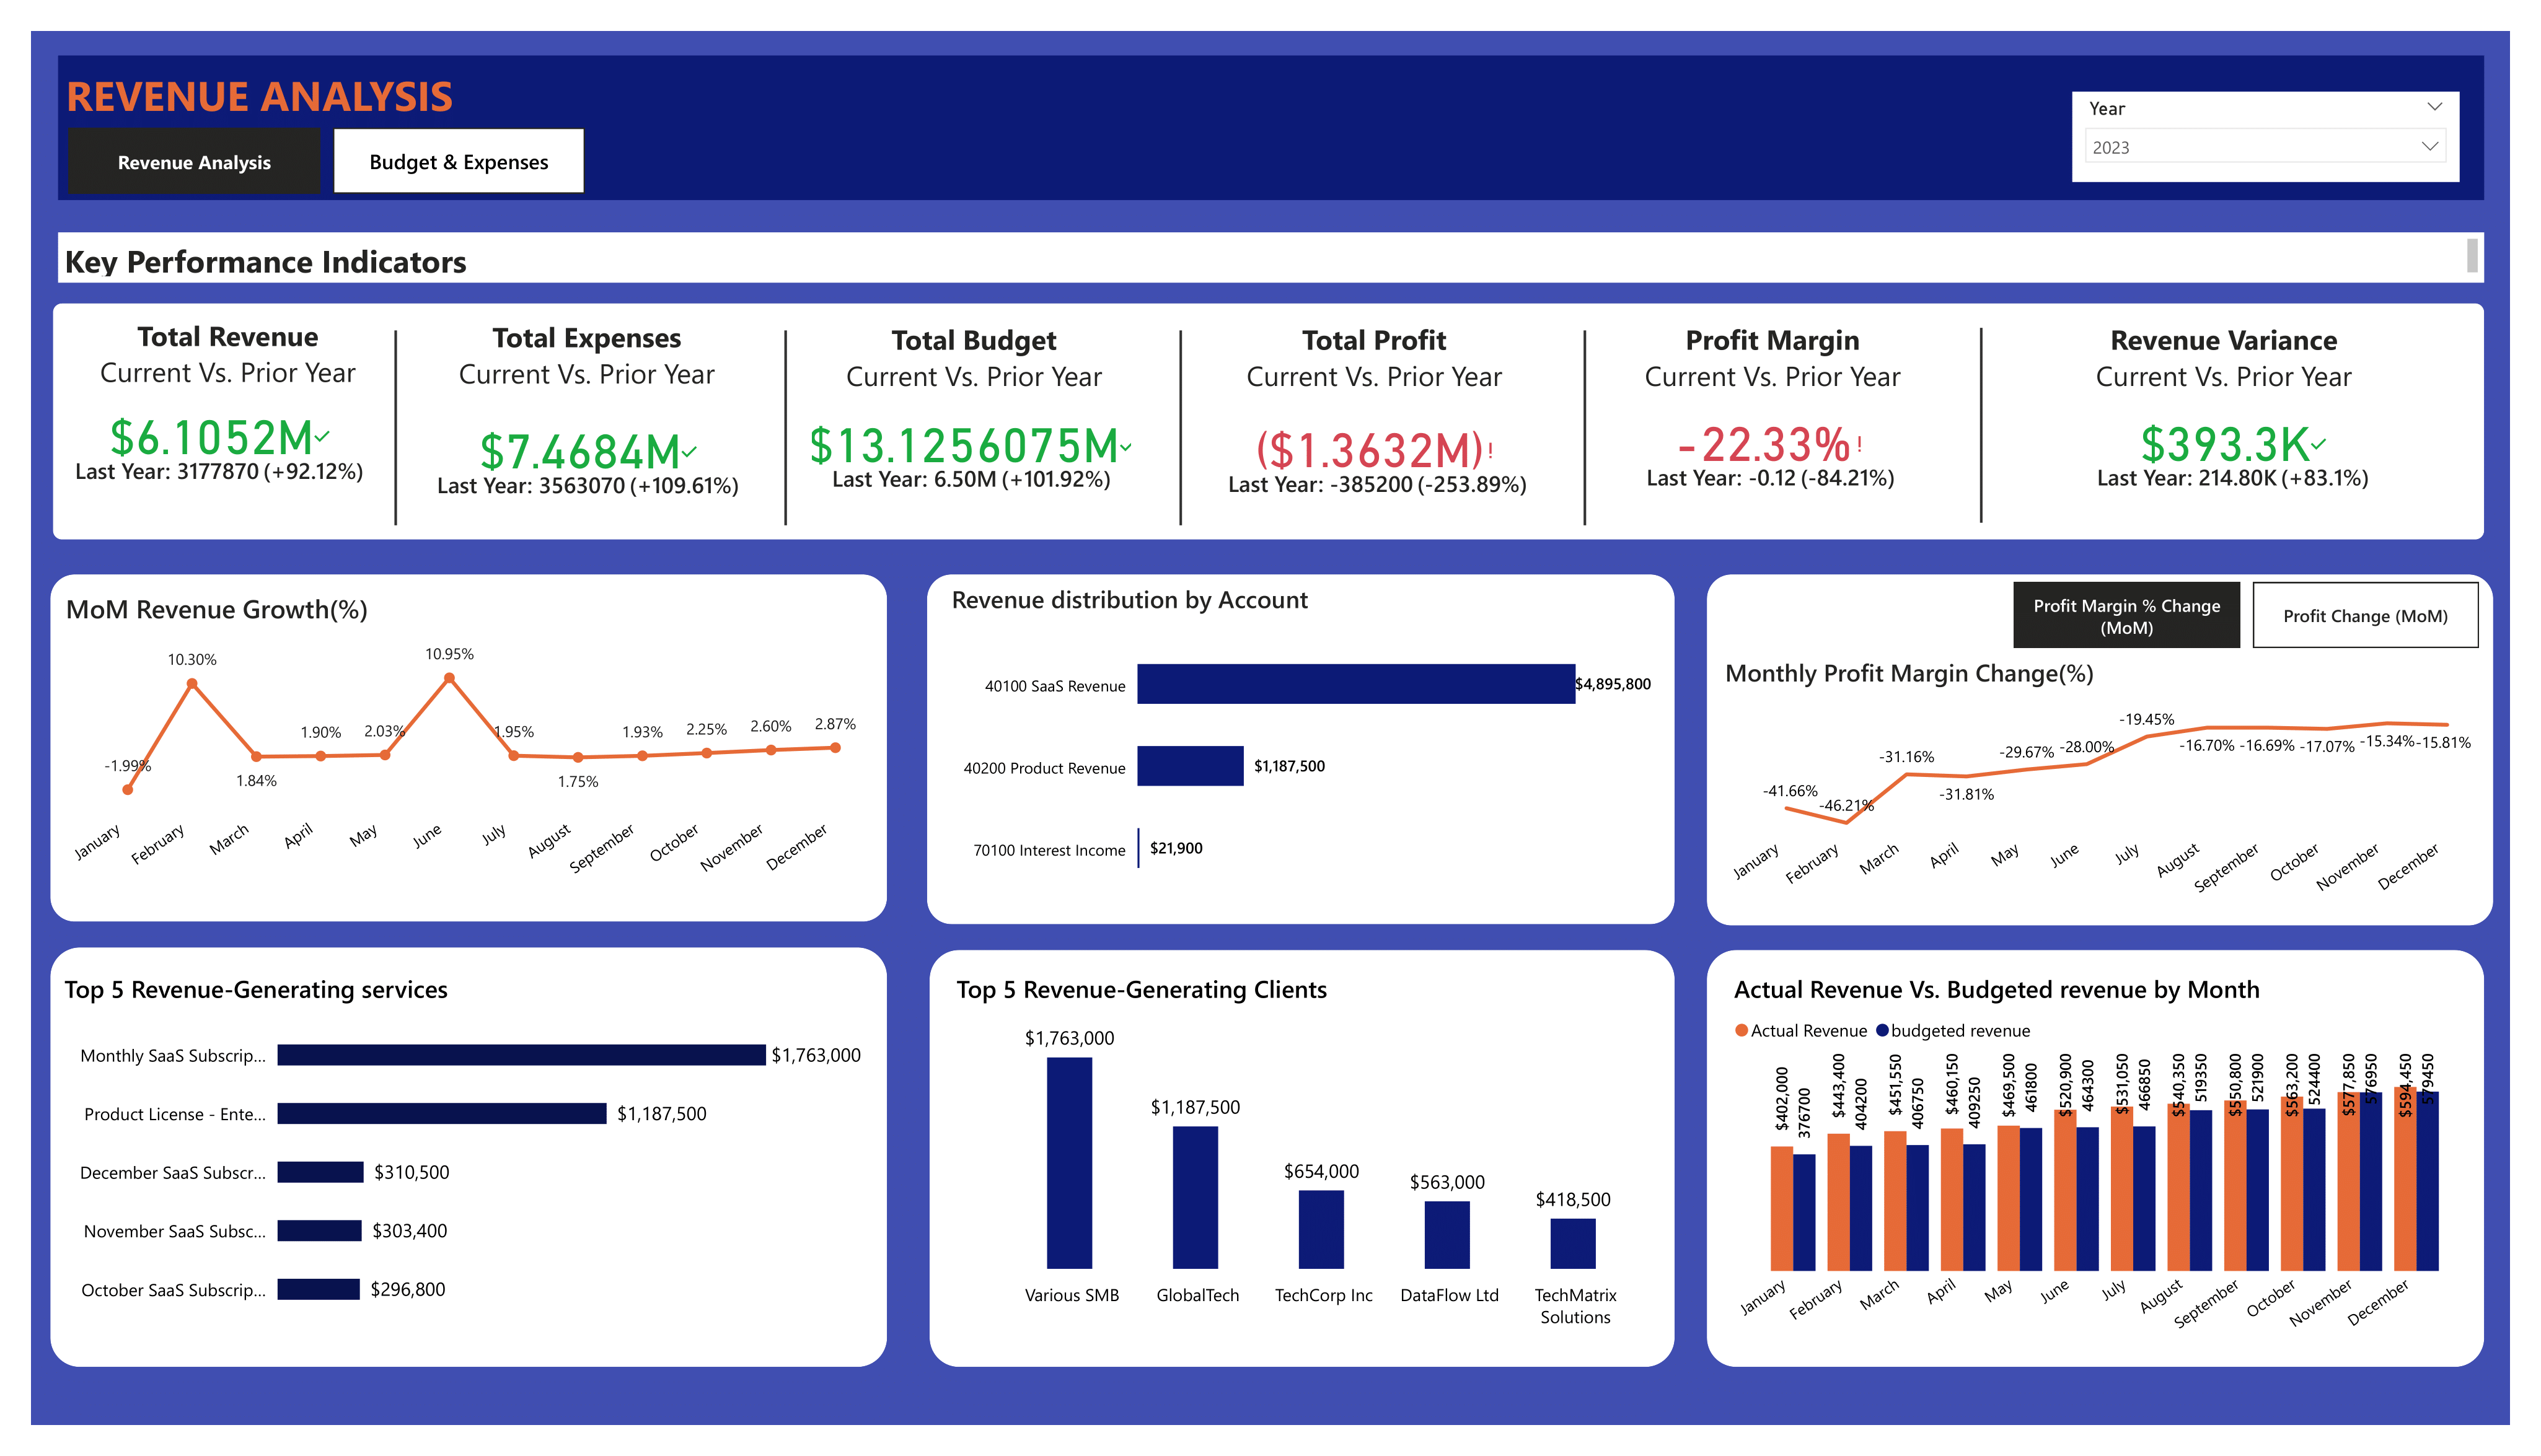 REVENUE ANALYSIS
Revenue Analysis
Budget & Expenses
Year
2023
Key Performance Indicators
Total Revenue
Current Vs. Prior Year
$6.1052M
Last Year: 3177870 (+92.12%)
Total Expenses
Current Vs. Prior Year
$7.4684M
Last Year: 3563070 (+109.61%)
Total Budget
Current Vs. Prior Year
$13.1256075M
Last Year: 6.50M (+101.92%)
Total Profit
Current Vs. Prior Year
($1.3632M)!
Last Year: -385200 (-253.89%)
Profit Margin
Current Vs. Prior Year
-22.33%!
Last Year: -0.12 (-84.21%)
Revenue Variance
Current Vs. Prior Year
$393.3K
Last Year: 214.80K (+83.1%)
MoM Revenue Growth(%)
-1.99%
10.30%
1.84%
1.90%
2.03%
10.95%
1.95%
1.75%
1.93%
2.25%
2.60%
2.87%
January
February
March
April
May
June
July
August
September
October
November
December
Revenue distribution by Account
40100 SaaS Revenue
$4,895,800
40200 Product Revenue
$1,187,500
70100 Interest Income
$21,900
Profit Margin % Change
(MoM)
Profit Change (MoM)
Monthly Profit Margin Change(%)
-41.66%
-46.21%
-31.16%
-31.81%
-29.67%
-28.00%
-19.45%
-16.70%
-16.69%
-17.07%
-15.34%
-15.81%
January
February
March
April
May
June
July
August
September
October
November
December
Top 5 Revenue-Generating services
Monthly SaaS Subscrip...
$1,763,000
Product License - Ente...
$1,187,500
December SaaS Subscr...
$310,500
November SaaS Subsc...
$303,400
October SaaS Subscrip...
$296,800
Top 5 Revenue-Generating Clients
$1,763,000
$1,187,500
$654,000
$563,000
$418,500
Various SMB
GlobalTech
TechCorp Inc
DataFlow Ltd
TechMatrix
Solutions
Actual Revenue Vs. Budgeted revenue by Month
Actual Revenue
budgeted revenue
$402,000
376700
$443,400
404200
$451,550
406750
$460,150
409250
$469,500
461800
$520,900
464300
$531,050
466850
$540,350
519350
$550,800
521900
$563,200
524400
$577,850
576950
$594,450
579450
January
February
March
April
May
June
July
August
September
October
November
December